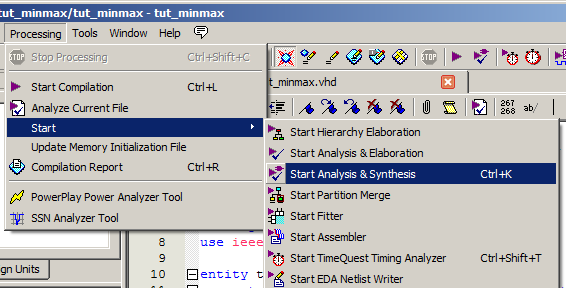 tut_minmax/tut_minmax - tut_minmax
Processing Tools Window Help
Stop Processing Ctrl+Shift+C
STOP
Start Compilation Ctrl+L
Analyze Current File
Start
Update Memory Initialization File
Compilation Report Ctrl+R
PowerPlay Power Analyzer Tool
SSN Analyzer Tool
STOP
t_minmax.vhd
267
268
ab/
Start Hierarchy Elaboration
Start Analysis & Elaboration
Start Analysis & Synthesis Ctrl+K
Start Partition Merge
Start Fitter
Start Assembler
Start TimeQuest Timing Analyzer Ctrl+Shift+T
Start EDA Netlist Writer
gn Units
8 use ieee
9
10 entity t